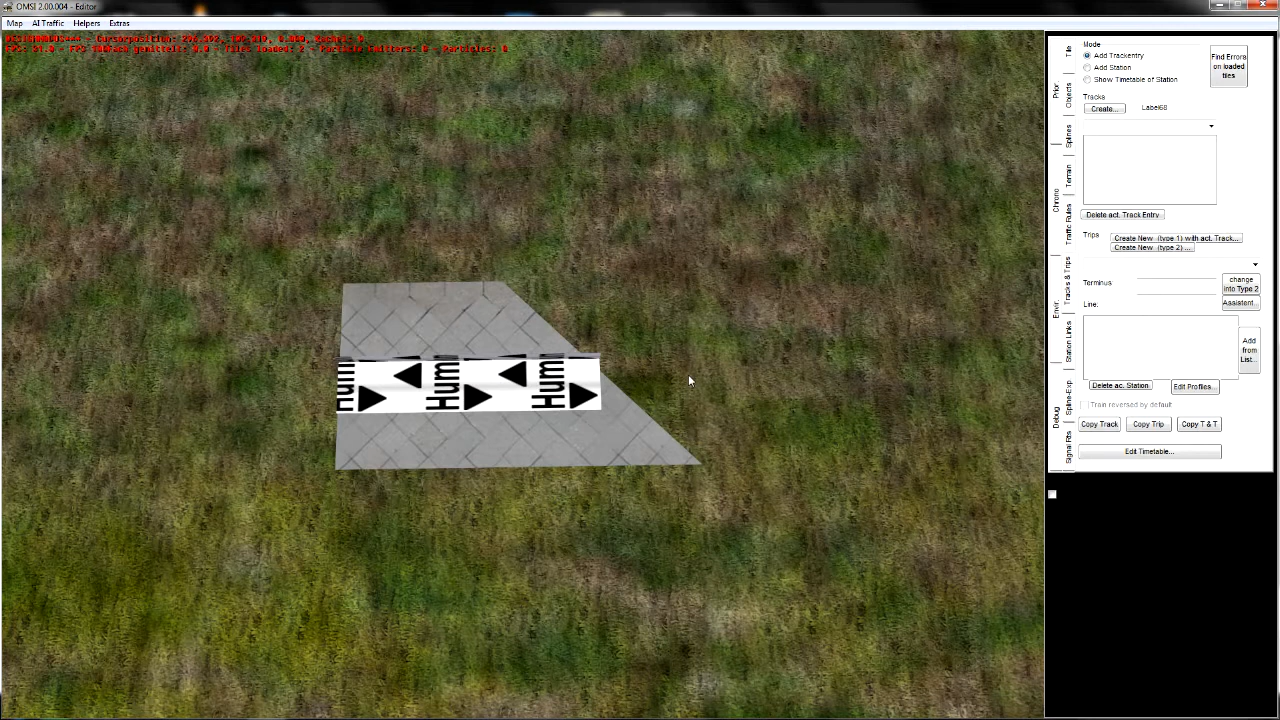 OMSI 2.00.004 - Editor
Map AI Traffic Helpers Extras
Mode
Add Trackentry
Add Station
Show Timetable of Station
Find Errors
on loaded
tiles
Tracks
Create...
Label68
Delete act. Track Entry
Trips
Create New (type 1) with act. Track...
Create New (type 2) ...
Terminus:
change
into Type 2
Line:
Assistent...
Add
from
List...
Delete ac. Station
Edit Profiles...
Train reversed by default
Copy Track
Copy Trip
Copy T & T
Edit Timetable...
Tile
Objects
Splines
Terrain
Traffic Rules
Tracks & Trips
Station Links
Spline-Exp
Signal Rts
Prior.
Chrono
Envir.
Debug
Hum
Hum
Hum